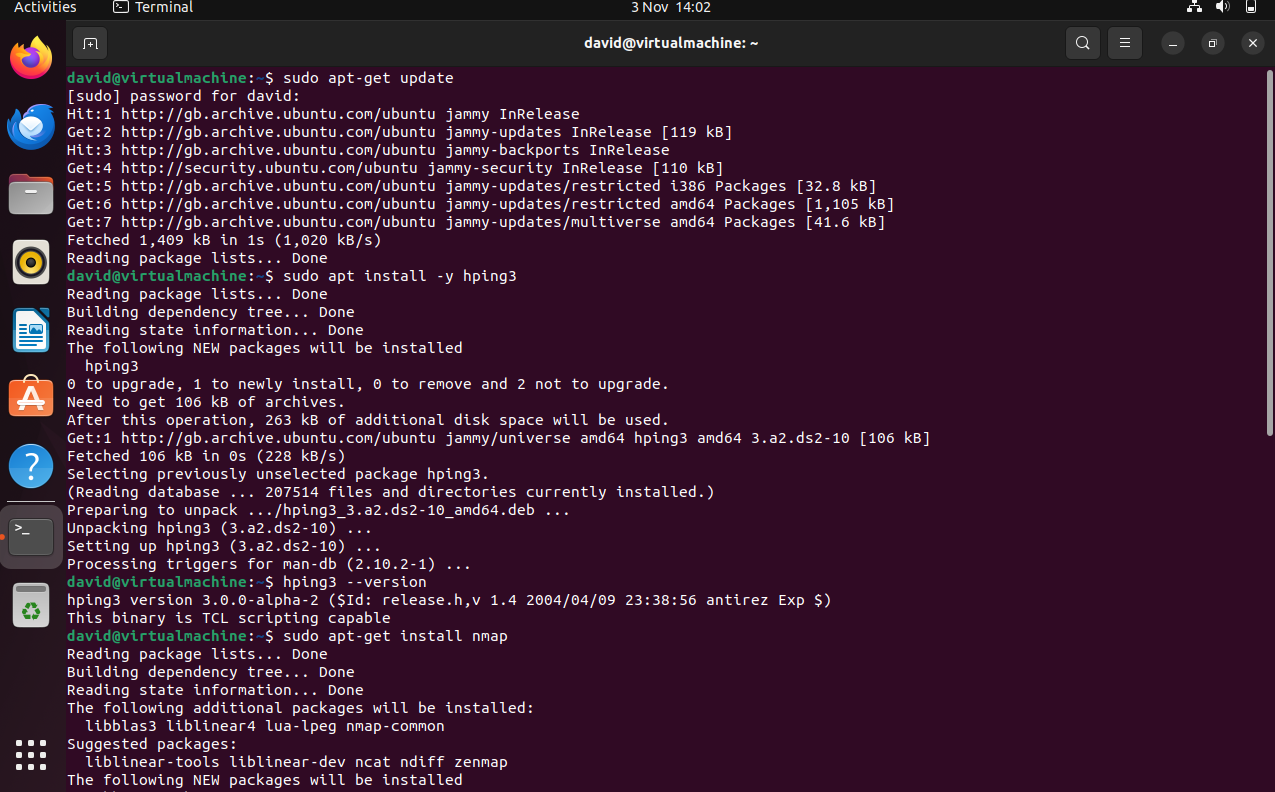 Activities
Terminal
3 Nov 14:02
david@virtualmachine: ~
david@virtualmachine:~$ sudo apt-get update
[sudo] password for david:
Hit:1 http://gb.archive.ubuntu.com/ubuntu jammy InRelease
Get:2 http://gb.archive.ubuntu.com/ubuntu jammy-updates InRelease [119 kB]
Hit:3 http://gb.archive.ubuntu.com/ubuntu jammy-backports InRelease
Get:4 http://security.ubuntu.com/ubuntu jammy-security InRelease [110 kB]
Get:5 http://gb.archive.ubuntu.com/ubuntu jammy-updates/restricted i386 Packages [32.8 kB]
Get:6 http://gb.archive.ubuntu.com/ubuntu jammy-updates/restricted amd64 Packages [1,105 kB]
Get:7 http://gb.archive.ubuntu.com/ubuntu jammy-updates/multiverse amd64 Packages [41.6 kB]
Fetched 1,409 kB in 1s (1,020 kB/s)
Reading package lists... Done
david@virtualmachine:~$ sudo apt install -y hping3
Reading package lists... Done
Building dependency tree... Done
Reading state information... Done
The following NEW packages will be installed
hping3
0 to upgrade, 1 to newly install, 0 to remove and 2 not to upgrade.
Need to get 106 kB of archives.
After this operation, 263 kB of additional disk space will be used.
Get:1 http://gb.archive.ubuntu.com/ubuntu jammy/universe amd64 hping3 amd64 3.a2.ds2-10 [106 kB]
Fetched 106 kB in 0s (228 kB/s)
Selecting previously unselected package hping3.
(Reading database ... 207514 files and directories currently installed.)
Preparing to unpack .../hping3_3.a2.ds2-10_amd64.deb ...
Unpacking hping3 (3.a2.ds2-10) ...
Setting up hping3 (3.a2.ds2-10) ...
Processing triggers for man-db (2.10.2-1) ...
david@virtualmachine:~$ hping3 --version
hping3 version 3.0.0-alpha-2 ($Id: release.h,v 1.4 2004/04/09 23:38:56 antirez Exp $)
This binary is TCL scripting capable
david@virtualmachine:~$ sudo apt-get install nmap
Reading package lists... Done
Building dependency tree... Done
Reading state information... Done
The following additional packages will be installed:
libblas3 liblinear4 lua-lpeg nmap-common
Suggested packages:
liblinear-tools liblinear-dev ncat ndiff zenmap
The following NEW packages will be installed